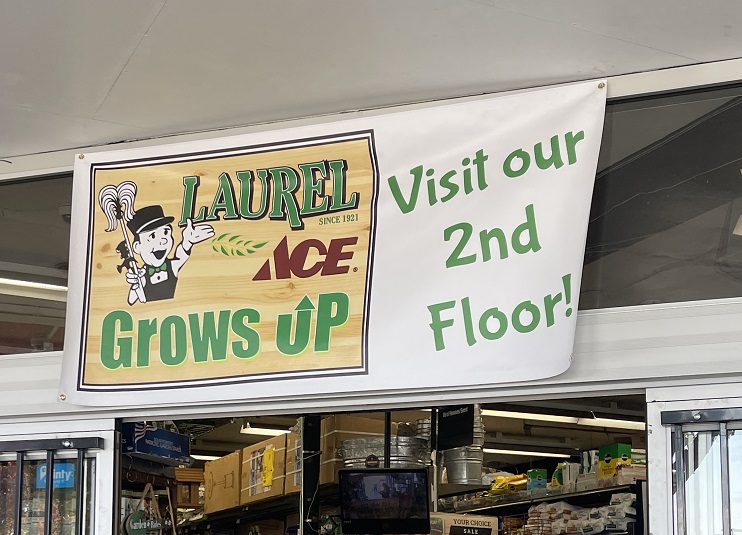 LAUREL
SINCE 1921
ACE
Grows UP
Visit our
2nd
Floor!
YOUR CHOICE
SALE